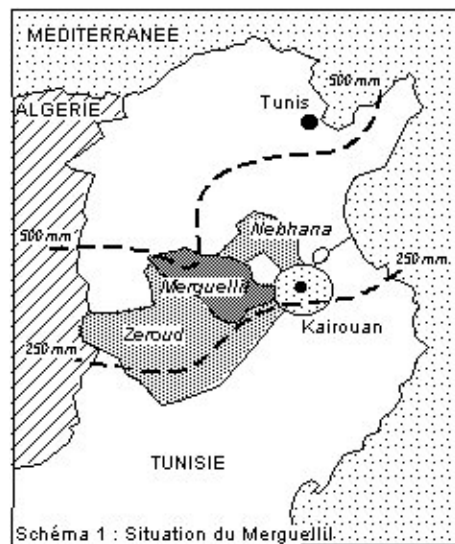 MEDITERRANEE
500 mm
ALGERIE
Tunis
Nebhana
500 mm
250 mm.
Merguellil
Kairouan
Zeroud
250 mm
TUNISIE
Schéma 1 : Situation du Merguellil